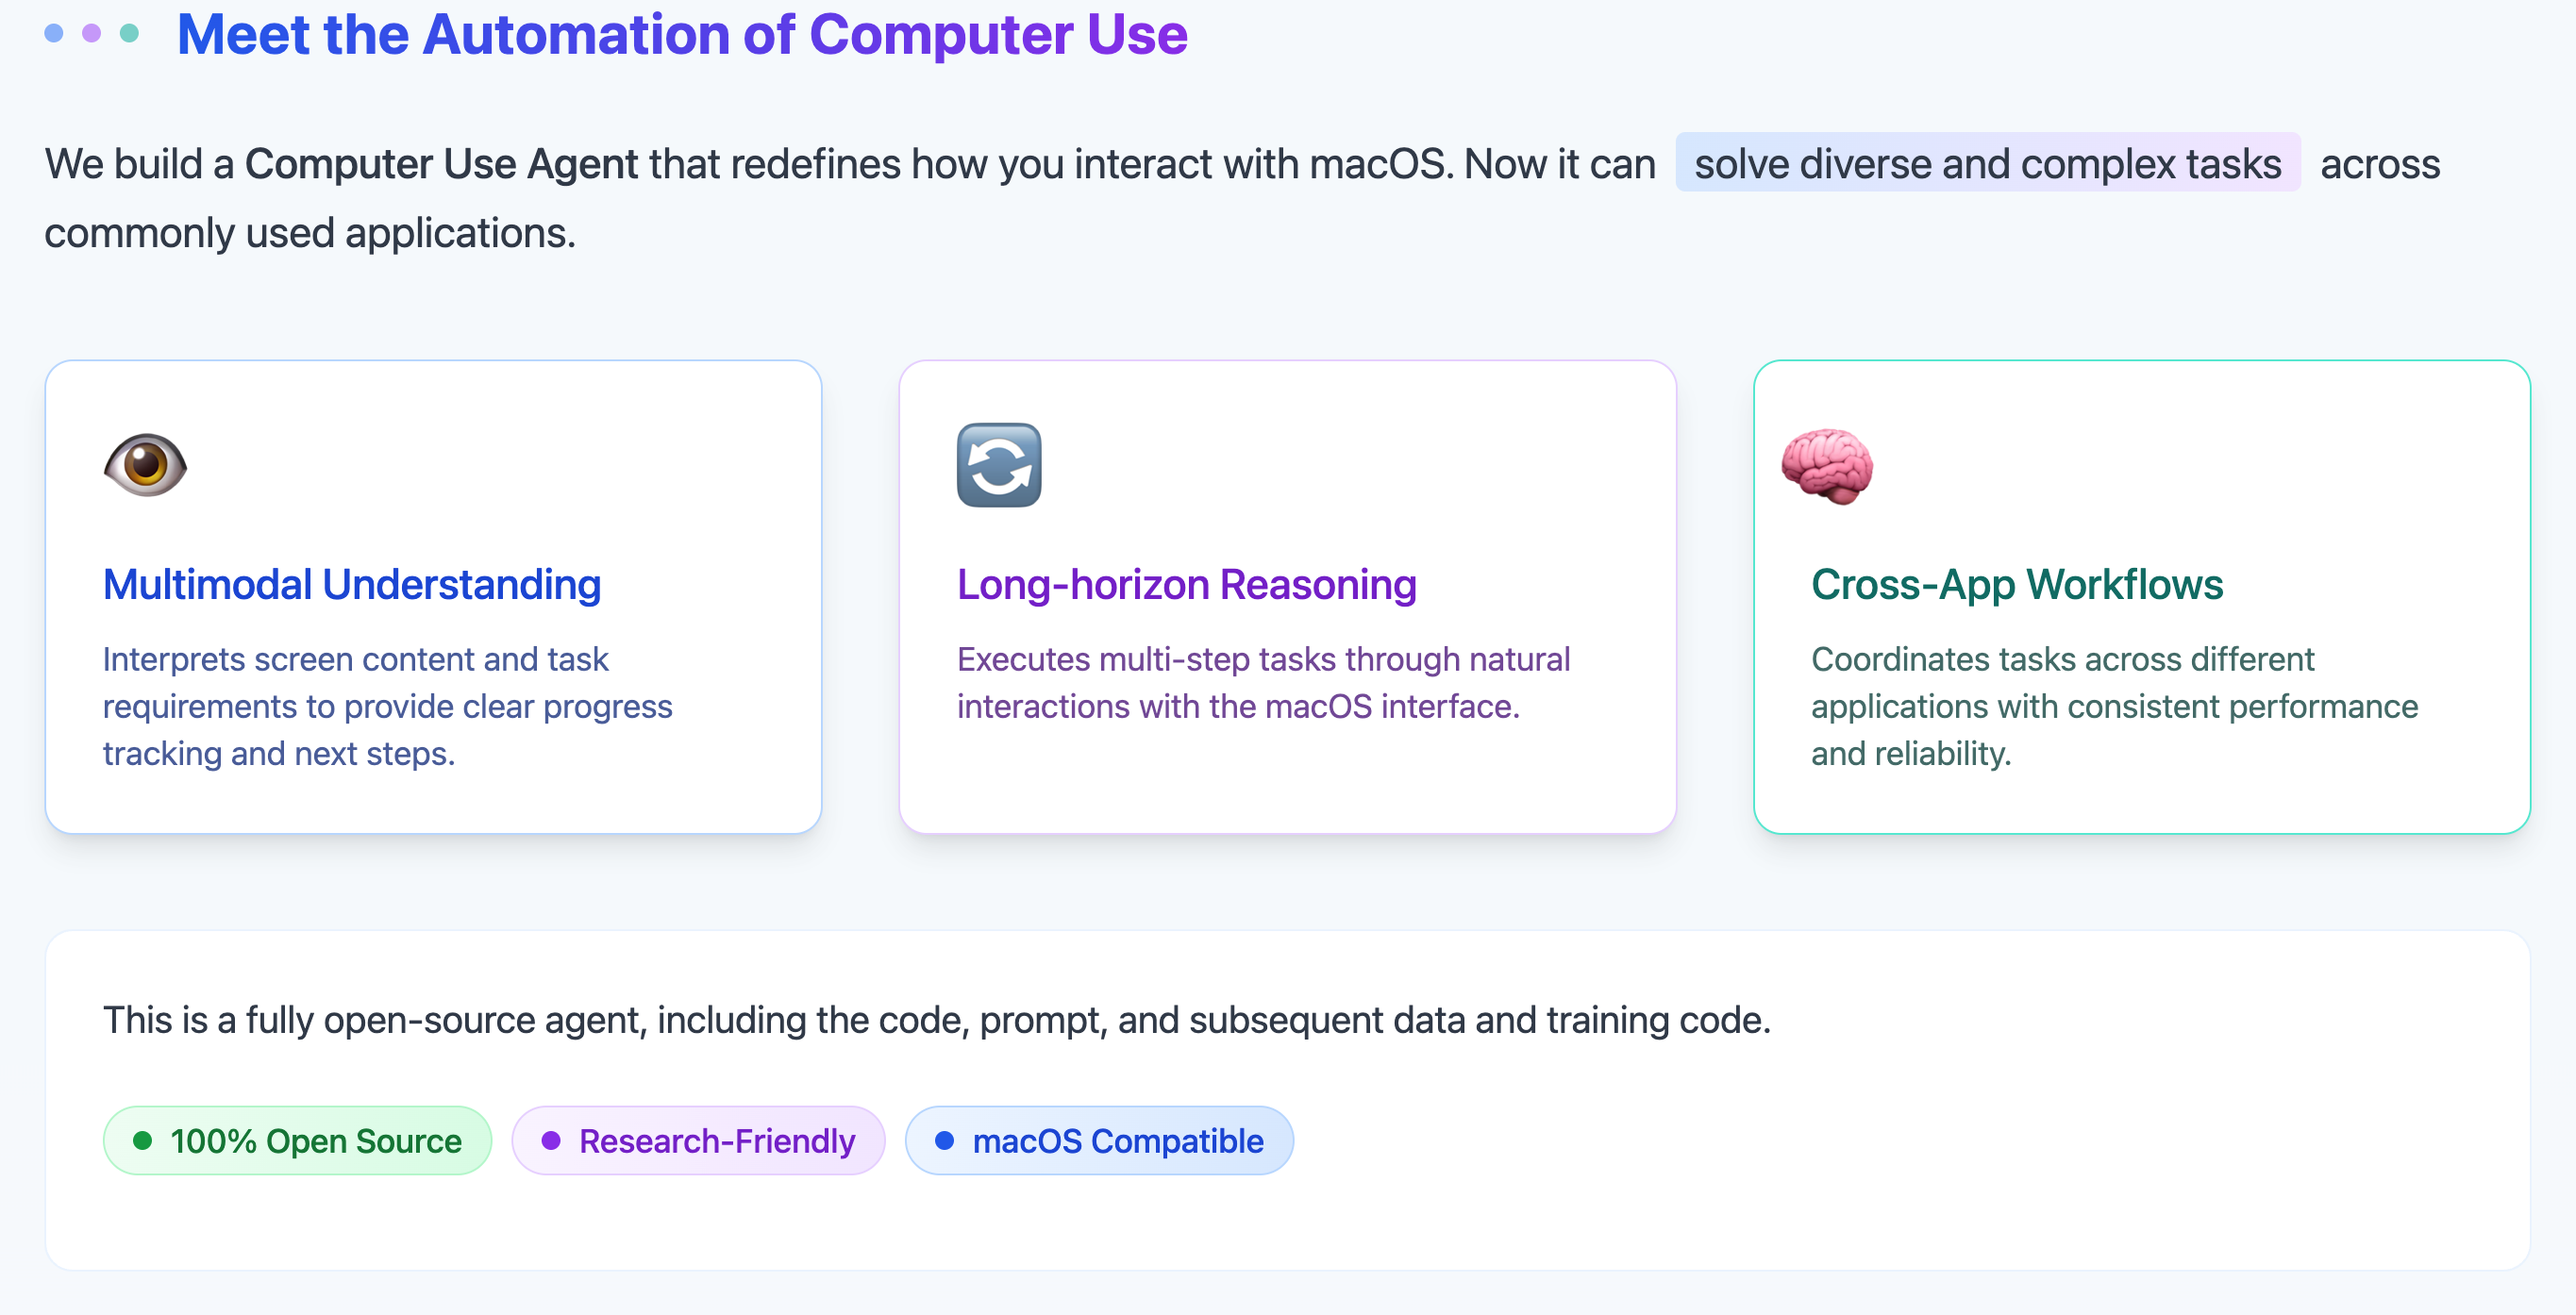 Meet the Automation of Computer Use
We build a Computer Use Agent that redefines how you interact with macOS. Now it can solve diverse and complex tasks across
commonly used applications.
Multimodal Understanding
Interprets screen content and task
requirements to provide clear progress
tracking and next steps.
Long-horizon Reasoning
Executes multi-step tasks through natural
interactions with the macOS interface.
Cross-App Workflows
Coordinates tasks across different
applications with consistent performance
and reliability.
This is a fully open-source agent, including the code, prompt, and subsequent data and training code.
100% Open Source
Research-Friendly
macOS Compatible